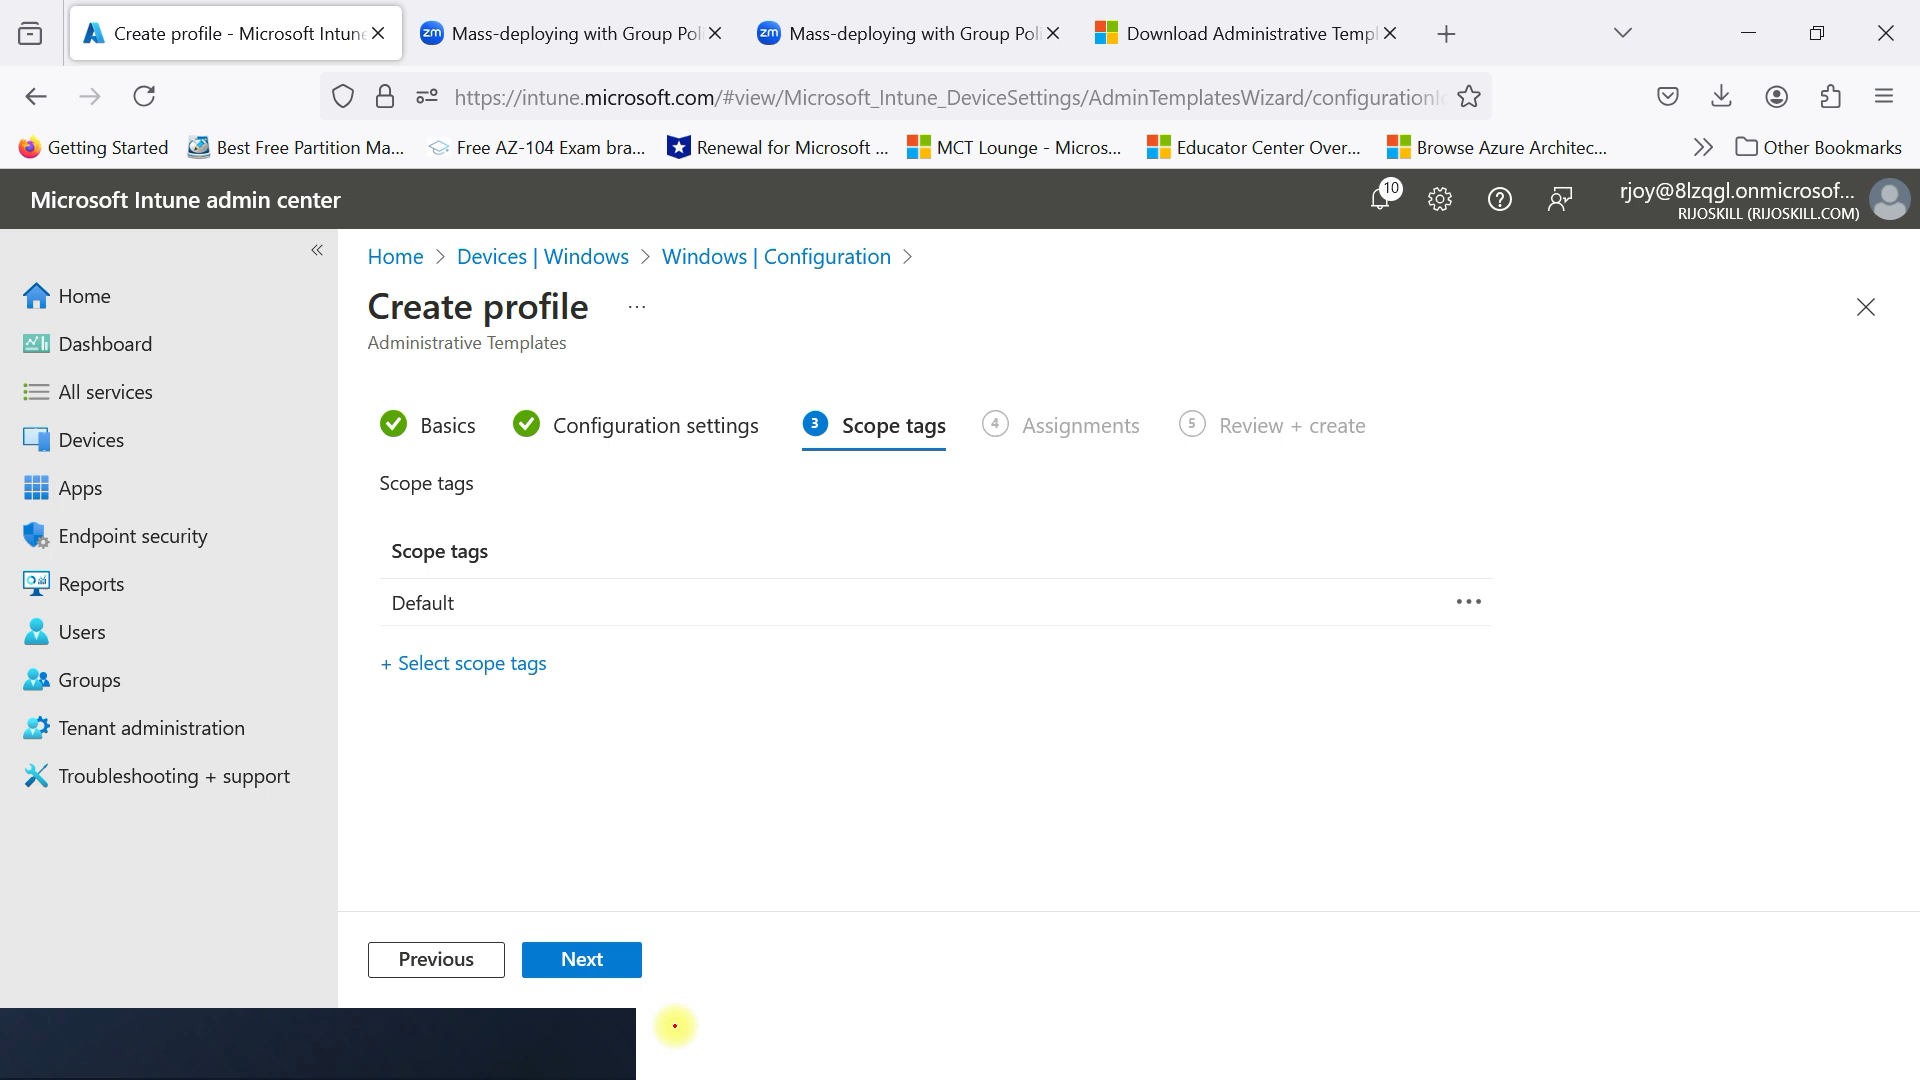 Create profile - Microsoft Intune
Mass-deploying with Group Poli
Mass-deploying with Group Poli
Download Administrative Templ
https://intune.microsoft.com/#view/Microsoft_Intune_DeviceSettings/AdminTemplatesWizard/configurationId
Getting Started
Best Free Partition Ma...
Free AZ-104 Exam bra...
Renewal for Microsoft ...
MCT Lounge - Micros...
Educator Center Over...
Browse Azure Architec...
Other Bookmarks
Microsoft Intune admin center
10
rjoy@8lzqgl.onmicrosof...
RIJOSKILL (RIJOSKILL.COM)
Home
Dashboard
All services
Devices
Apps
Endpoint security
Reports
Users
Groups
Tenant administration
Troubleshooting + support
Home > Devices | Windows > Windows | Configuration >
Create profile ...
Administrative Templates
Basics
Configuration settings
3 Scope tags
4 Assignments
5 Review + create
Scope tags
Scope tags
Default
+ Select scope tags
Previous
Next